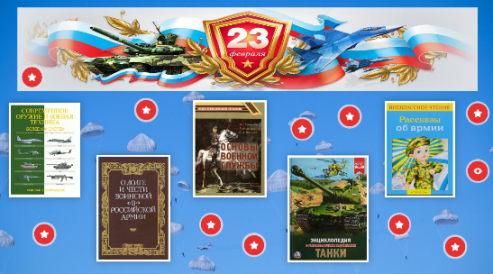 23
февраля
СОВРЕМЕННОЕ
ОРУЖИЕ И БОЕВАЯ
ТЕХНИКА
О ДОЛГЕ
И ЧЕСТИ
ВОИНСКОЙ
В
РОССИЙСКОЙ
АРМИИ
ОСНОВЫ
ВОЕННОЙ
СЛУЖБЫ
ЭНЦИКЛОПЕДИЯ
ТАНКИ
ВНЕКЛАССНОЕ ЧТЕНИЕ
Рассказы
об армии